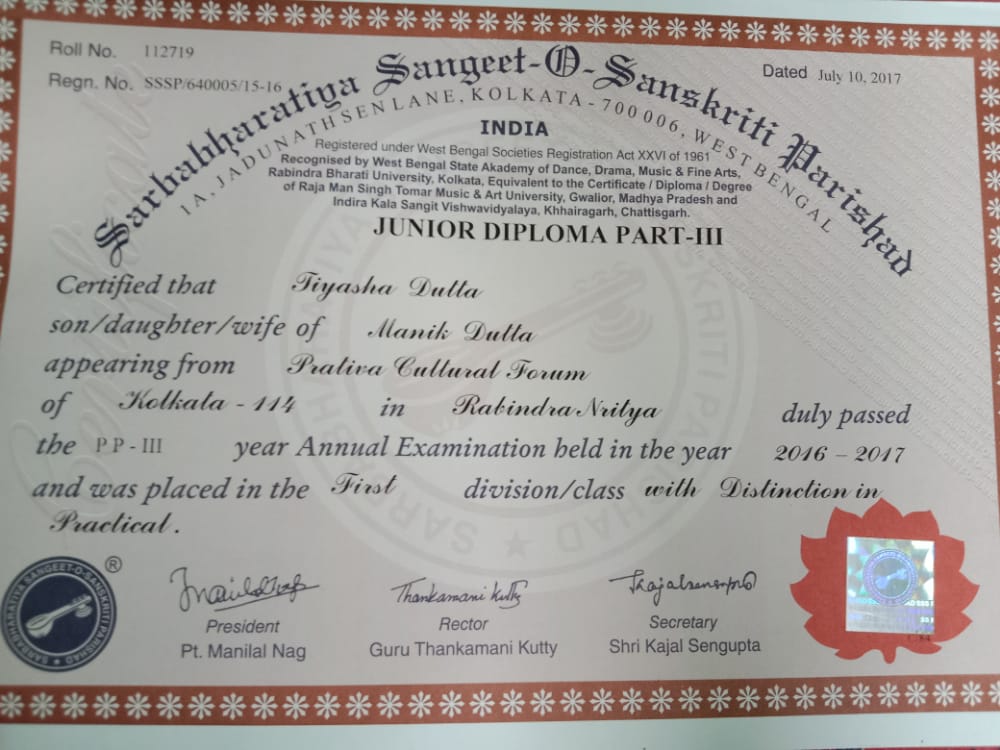 Roll No. 112719
Regn. No. SSSP/640005/15-16
Dated July 10, 2017
Sarbabharatiya Sangeet-O-Sanskriti Parishad
1A, JADUNATH SEN LANE, KOLKATA - 700 006, WEST BENGAL
INDIA
Registered under West Bengal Societies Registration Act XXVI of 1961
Recognised by West Bengal State Akademy of Dance, Drama, Music & Fine Arts,
Rabindra Bharati University, Kolkata, Equivalent to the Certificate / Diploma / Degree
of Raja Man Singh Tomar Music & Art University, Gwalior, Madhya Pradesh and
Indira Kala Sangit Vishwavidyalaya, Khhairagarh, Chattisgarh.
JUNIOR DIPLOMA PART-III
Certified that Tiyasha Dutta
son/daughter/wife of Manik Dutta
appearing from Prativa Cultural Forum
of Kolkata - 114 in Rabindra Nritya duly passed
the PP - III year Annual Examination held in the year 2016 - 2017
and was placed in the First division/class with Distinction in
Practical.
SARBABHARATIYA SANGEET-O-SANSKRITI PARISHAD
®
Thankamani Kutty
President
Rector
Secretary
Pt. Manilal Nag
Guru Thankamani Kutty
Shri Kajal Sengupta